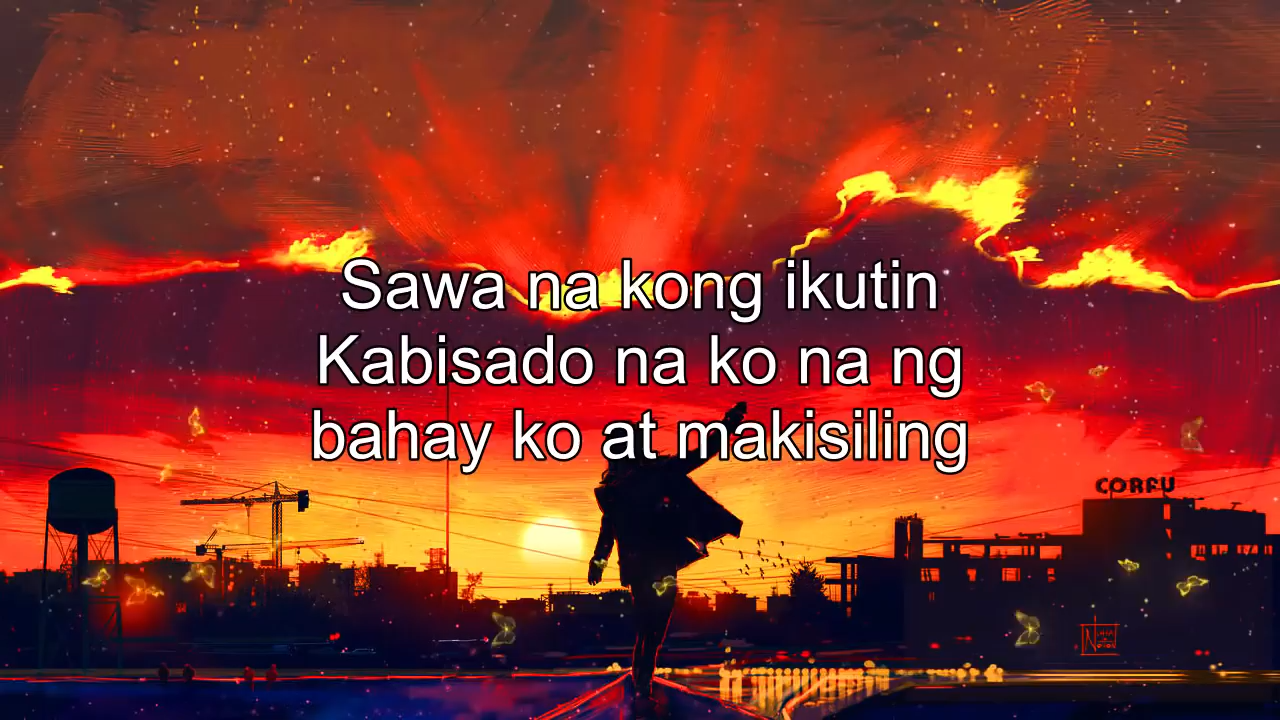 Sawa na kong ikutin
Kabisado na ko na ng
bahay ko at makisiling
CORFU